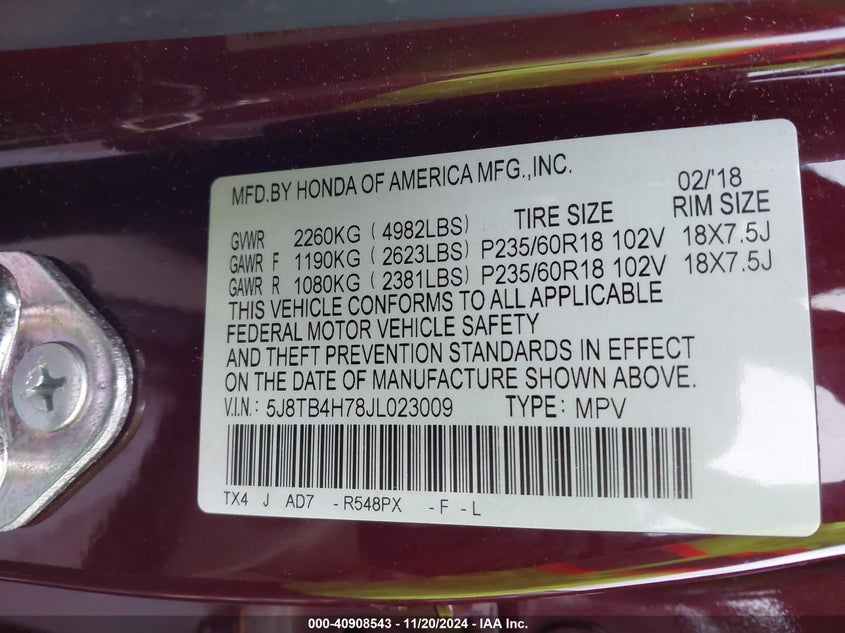 MFD.BY HONDA OF AMERICA MFG.,INC. 02/'18
TIRE SIZE RIM SIZE
GVWR 2260KG ( 4982LBS)
GAWR F 1190KG ( 2623LBS) P235/60R18 102V 18X7.5J
GAWR R 1080KG ( 2381LBS) P235/60R18 102V 18X7.5J
THIS VEHICLE CONFORMS TO ALL APPLICABLE
FEDERAL MOTOR VEHICLE SAFETY
AND THEFT PREVENTION STANDARDS IN EFFECT
ON THE DATE OF MANUFACTURE SHOWN ABOVE.
V.I.N.: 5J8TB4H78JL023009 TYPE: MPV
TX4 J AD7 -R548PX -F -L
000-40908543 - 11/20/2024 - IAA Inc.